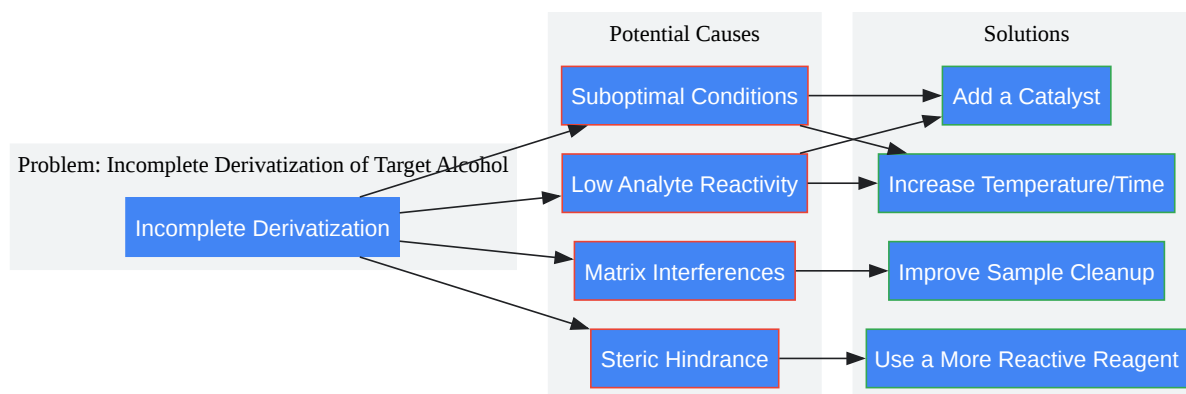 Problem: Incomplete Derivatization of Target Alcohol
Incomplete Derivatization
Potential Causes
Suboptimal Conditions
Low Analyte Reactivity
Matrix Interferences
Steric Hindrance
Solutions
Add a Catalyst
Increase Temperature/Time
Improve Sample Cleanup
Use a More Reactive Reagent